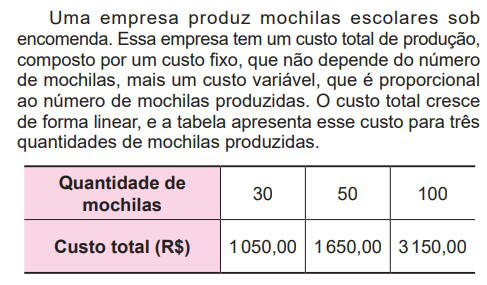 Uma empresa produz mochilas escolares sob
encomenda. Essa empresa tem um custo total de produção,
composto por um custo fixo, que não depende do número
de mochilas, mais um custo variável, que é proporcional
ao número de mochilas produzidas. O custo total cresce
de forma linear, e a tabela apresenta esse custo para três
quantidades de mochilas produzidas.
Quantidade de
mochilas 30 50 100
Custo total (R$) 1 050,00 1 650,00 3 150,00